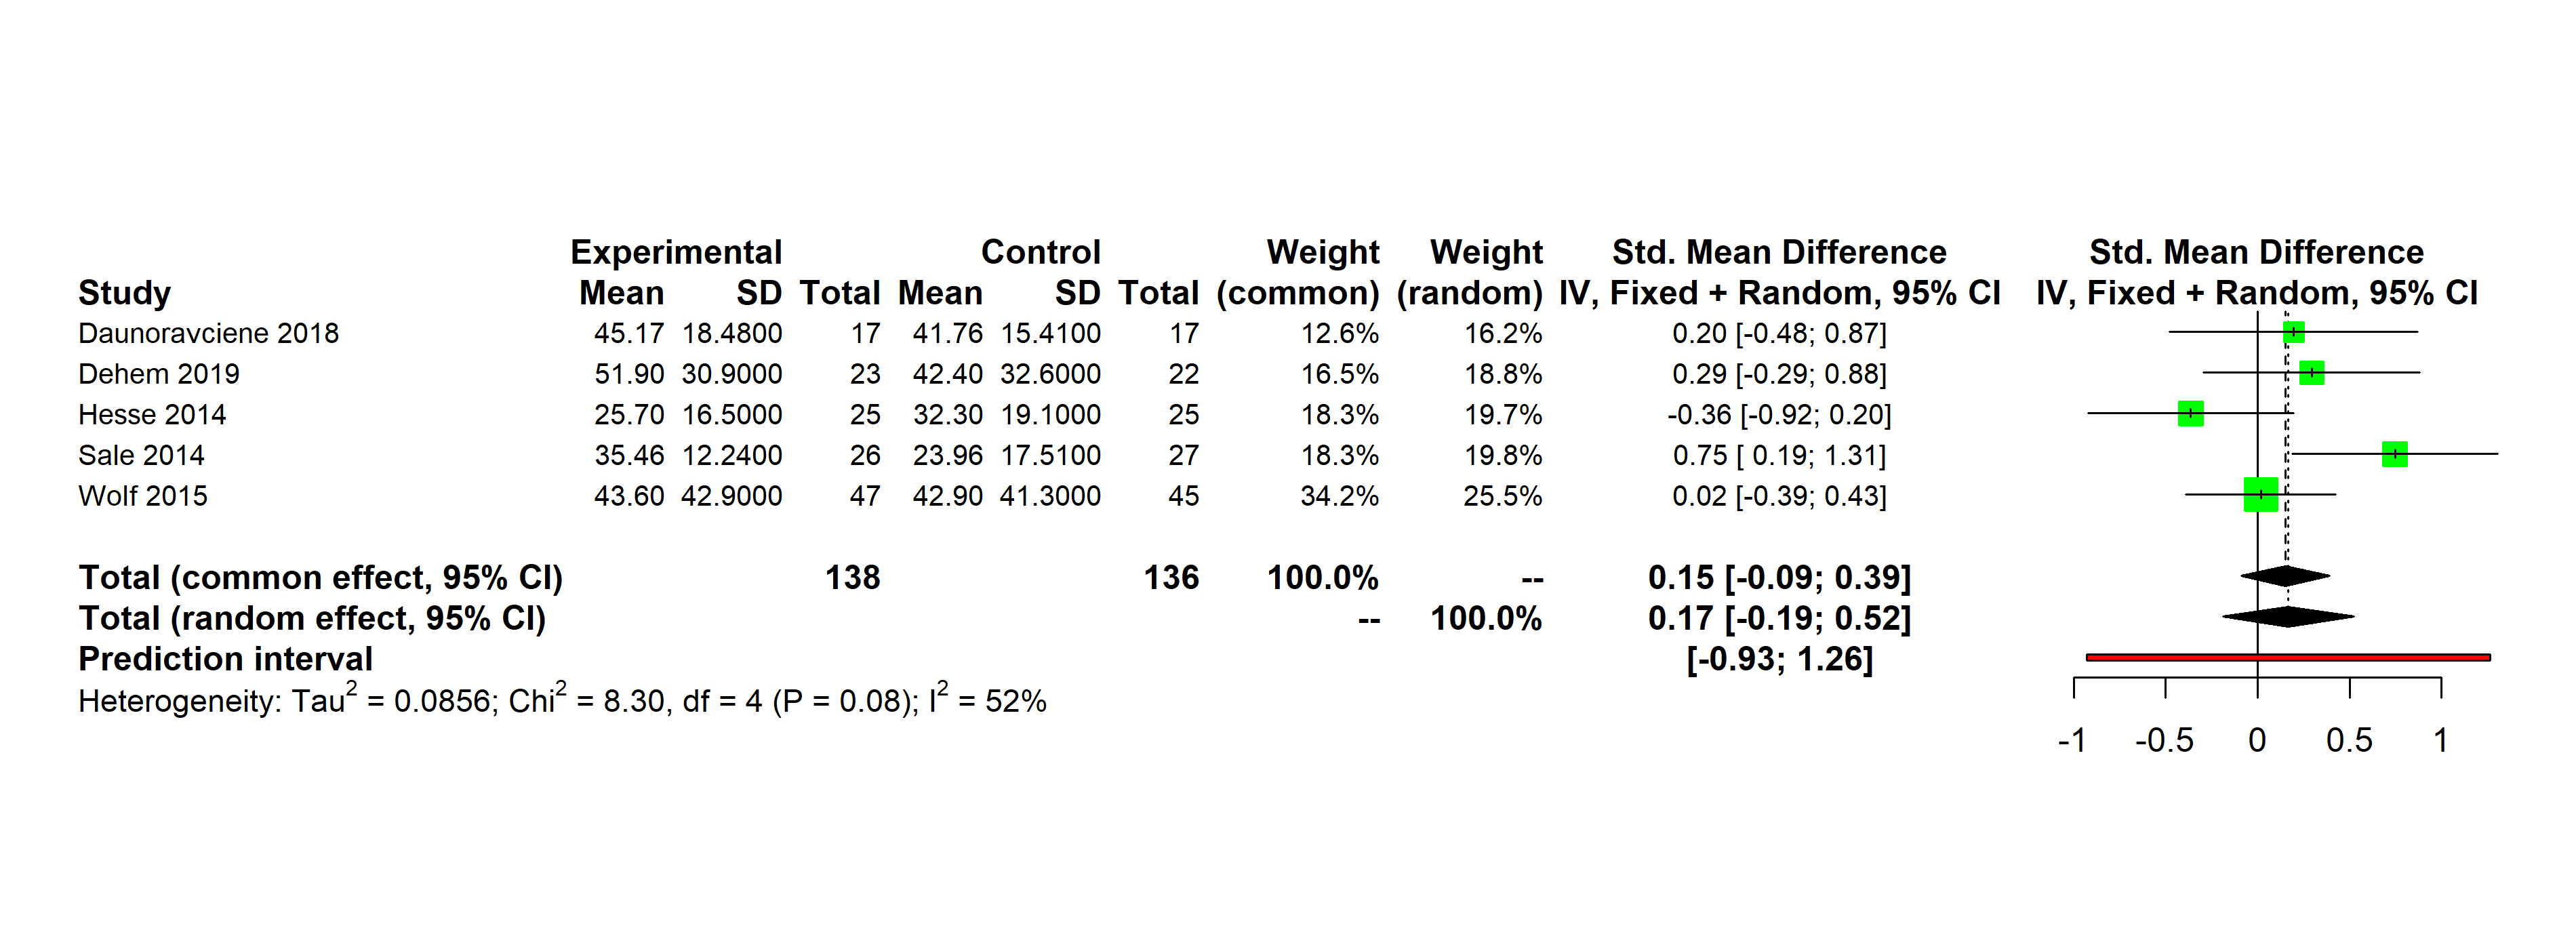 Experimental Control Weight Weight Std. Mean Difference Std. Mean Difference
Study Mean SD Total Mean SD Total (common) (random) IV, Fixed + Random, 95% CI IV, Fixed + Random, 95% CI
Daunoravciene 2018 45.17 18.4800 17 41.76 15.4100 17 12.6% 16.2% 0.20 [-0.48; 0.87]
Dehem 2019 51.90 30.9000 23 42.40 32.6000 22 16.5% 18.8% 0.29 [-0.29; 0.88]
Hesse 2014 25.70 16.5000 25 32.30 19.1000 25 18.3% 19.7% -0.36 [-0.92; 0.20]
Sale 2014 35.46 12.2400 26 23.96 17.5100 27 18.3% 19.8% 0.75 [ 0.19; 1.31]
Wolf 2015 43.60 42.9000 47 42.90 41.3000 45 34.2% 25.5% 0.02 [-0.39; 0.43]
Total (common effect, 95% CI) 138 136 100.0% -- 0.15 [-0.09; 0.39]
Total (random effect, 95% CI) -- 100.0% 0.17 [-0.19; 0.52]
Prediction interval [-0.93; 1.26]
Heterogeneity: Tau² = 0.0856; Chi² = 8.30, df = 4 (P = 0.08); I² = 52%
-1 -0.5 0 0.5 1